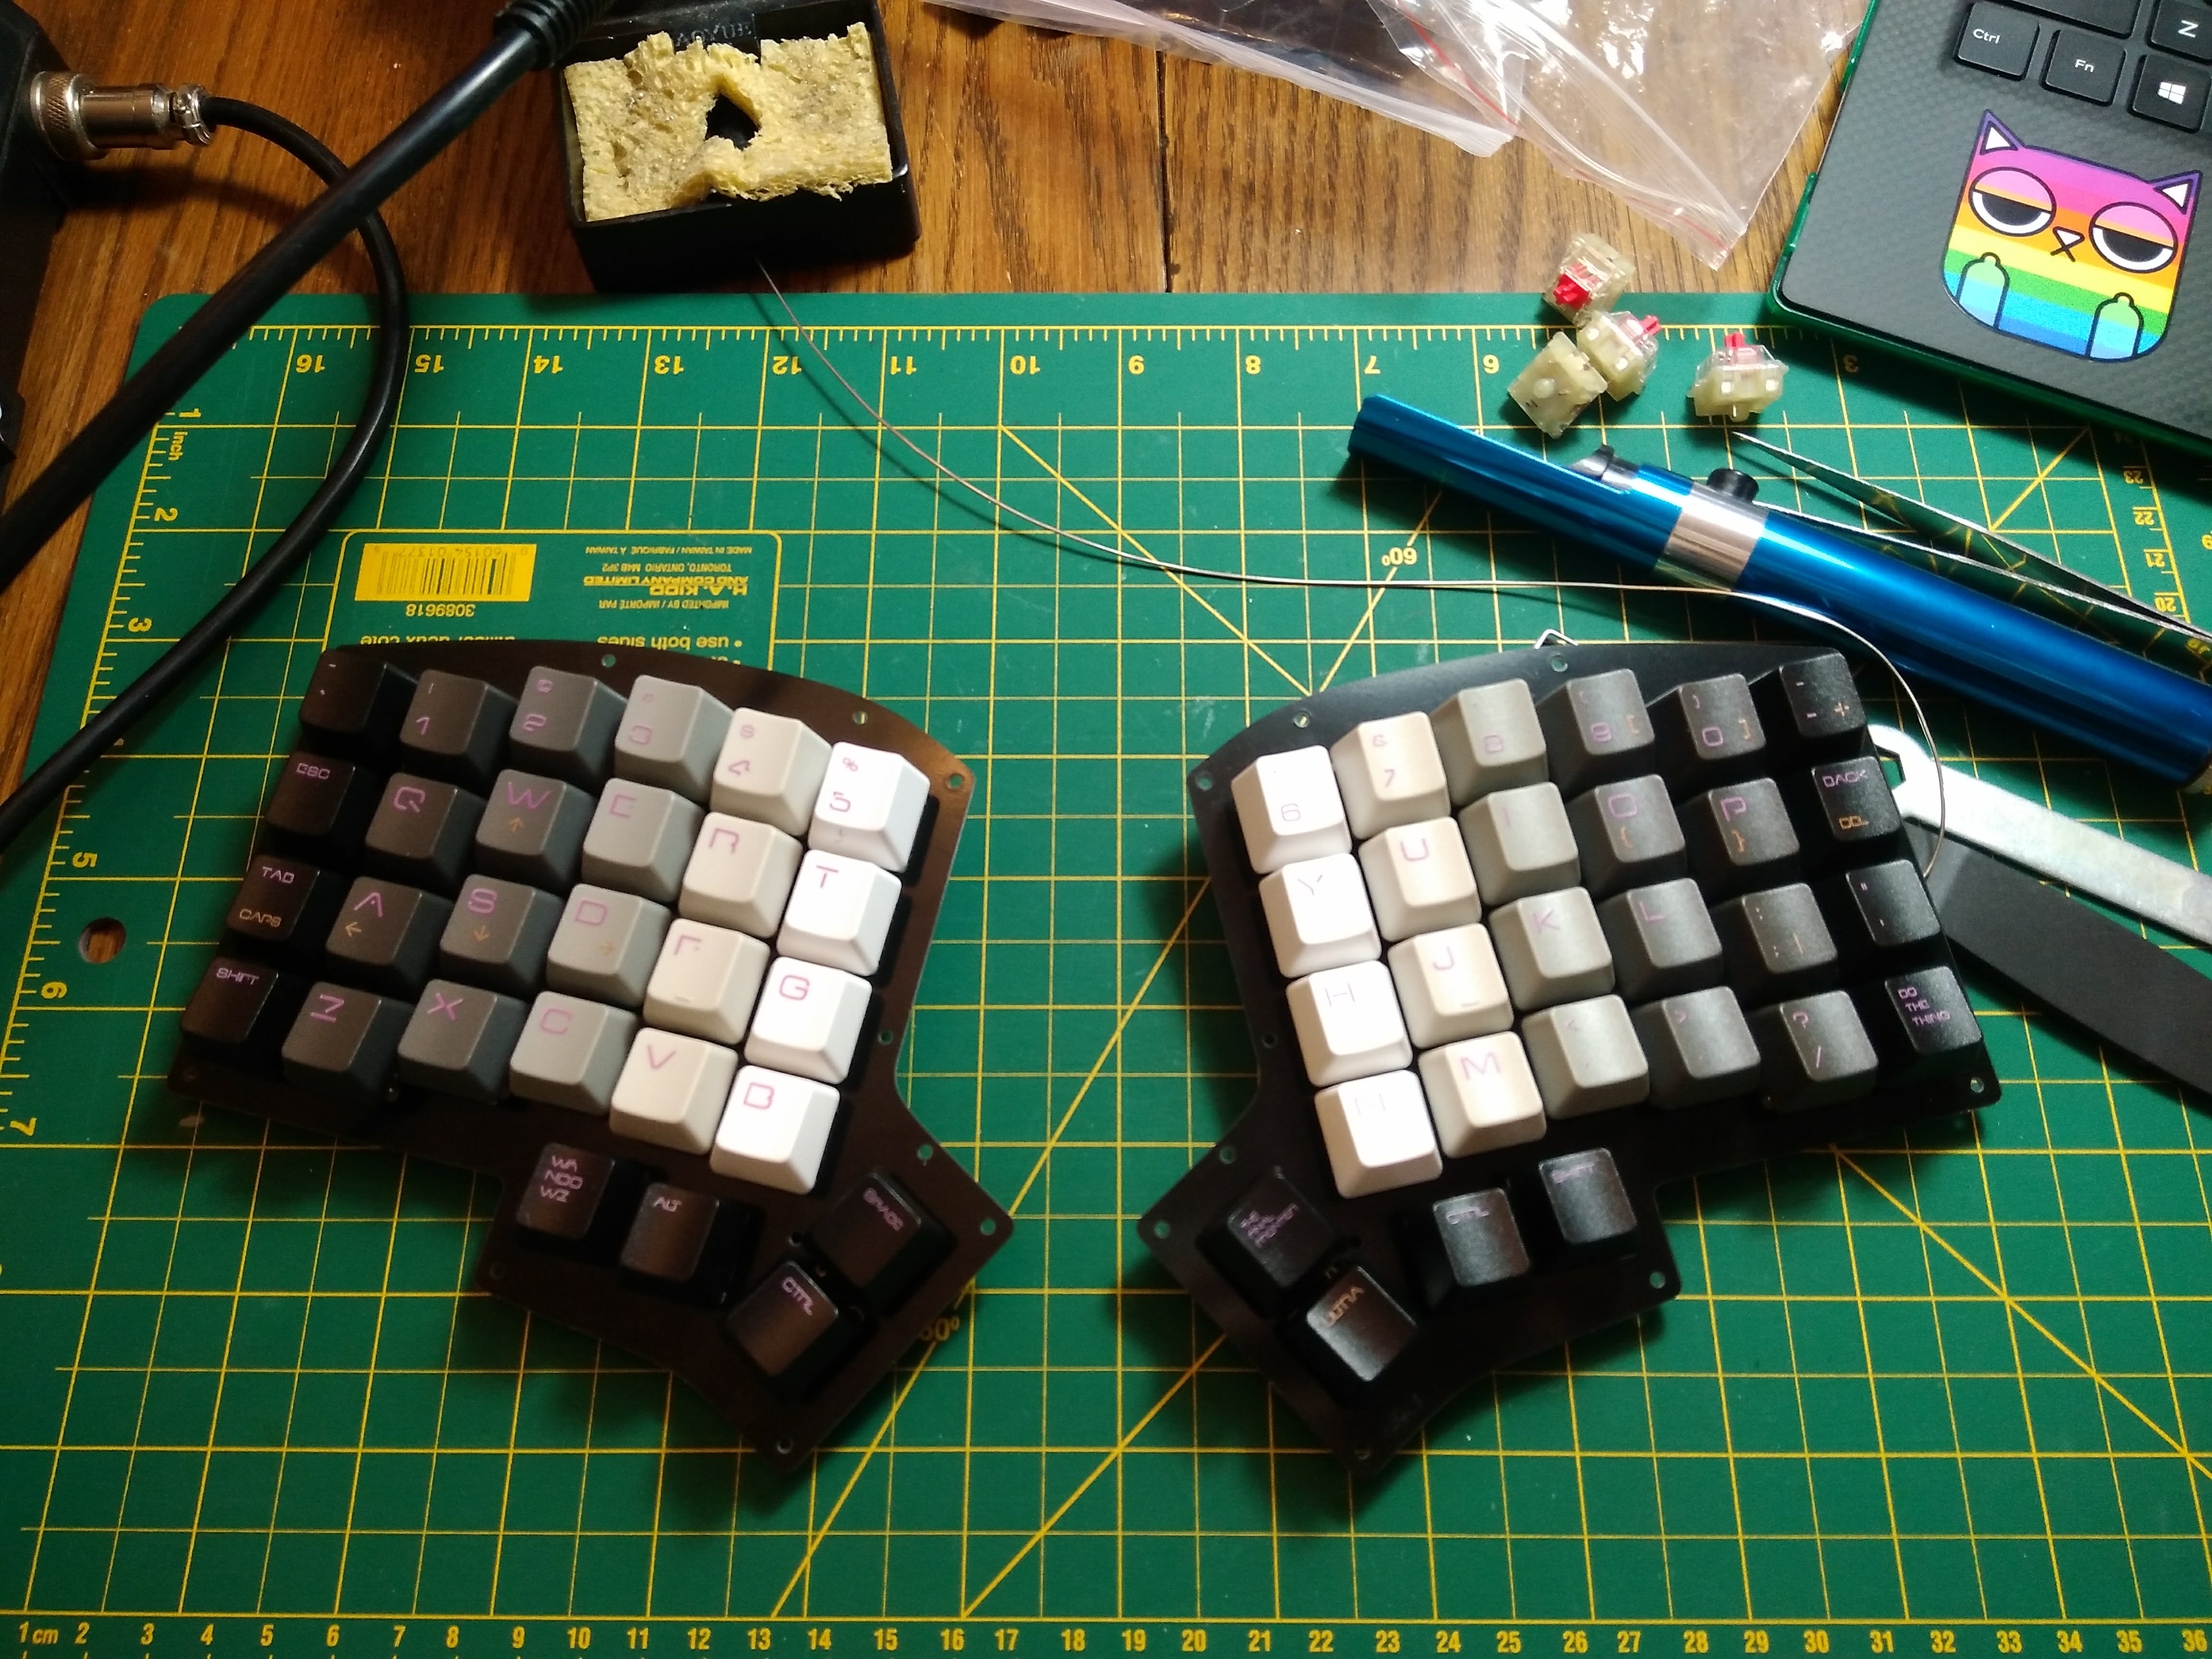 Ctrl
Fn
Z
16 15 14 13 12 11 10 9 8 7 6 3
1 inch
2
3
5
6
7
60º
23
22
21
20
3089618
MADE IN TAIWAN / FABRIQUÉ À TAIWAN
TORONTO, ONTARIO M4B 3P2
AND COMPANY LIMITED
H.A. KIDD
IMPORTED BY / IMPORTÉ PAR
• use both sides
1 2 3 $ 4 % 5
ESC Q W E R T
TAB CAPS A S D F G
SHIFT Z X C V B
WA NDO WZ
ALT
SPACE
CTRL
6 & 7 8 9 [ 0 ] - +
Y U I O { P } BACK DEL
H J K L : ; " '
N M < > ? / DO THE THING
CTRL
ULTRA
1 cm 2 3 4 5 6 7 8 9 10 11 12 13 14 15 16 17 18 19 20 21 22 23 24 25 26 27 28 29 30 31 32 33 34 35 36